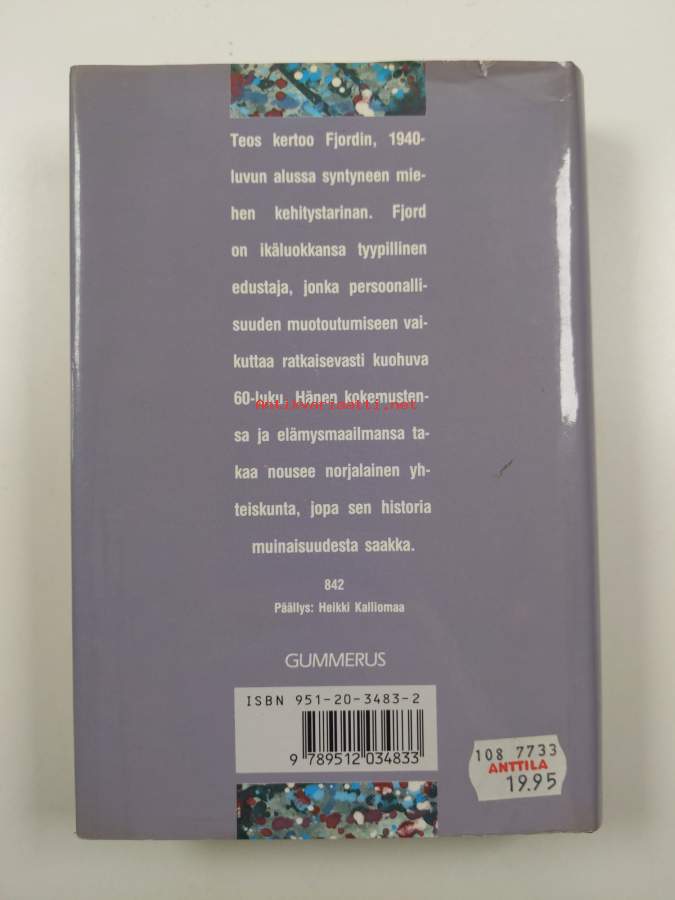 Teos kertoo Fjordin, 1940-
luvun alussa syntyneen mie-
hen kehitystarinan. Fjord
on ikäluokkansa tyypillinen
edustaja, jonka persoonalli-
suuden muotoutumiseen vai-
kuttaa ratkaisevasti kuohuva
60-luku. Hänen kokemusten-
Antikvariaatti.net
sa ja elämysmaailmansa ta-
kaa nousee norjalainen yh-
teiskunta, jopa sen historia
muinaisuudesta saakka.
842
Päällys: Heikki Kalliomaa
GUMMERUS
ISBN 951-20-3483-2
9 789512 034833
108 7733
ANTTILA
19.95